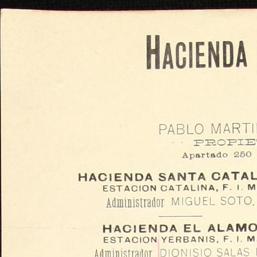 HACIENDA
PABLO MARTI
PROPIE
Apartado 250
HACIENDA SANTA CATAL
ESTACION CATALINA, F. I. M
Administrador MIGUEL SOTO,
HACIENDA EL ALAMO
ESTACION YERBANIS, F. I. M
Administrador DIONISIO SALAS